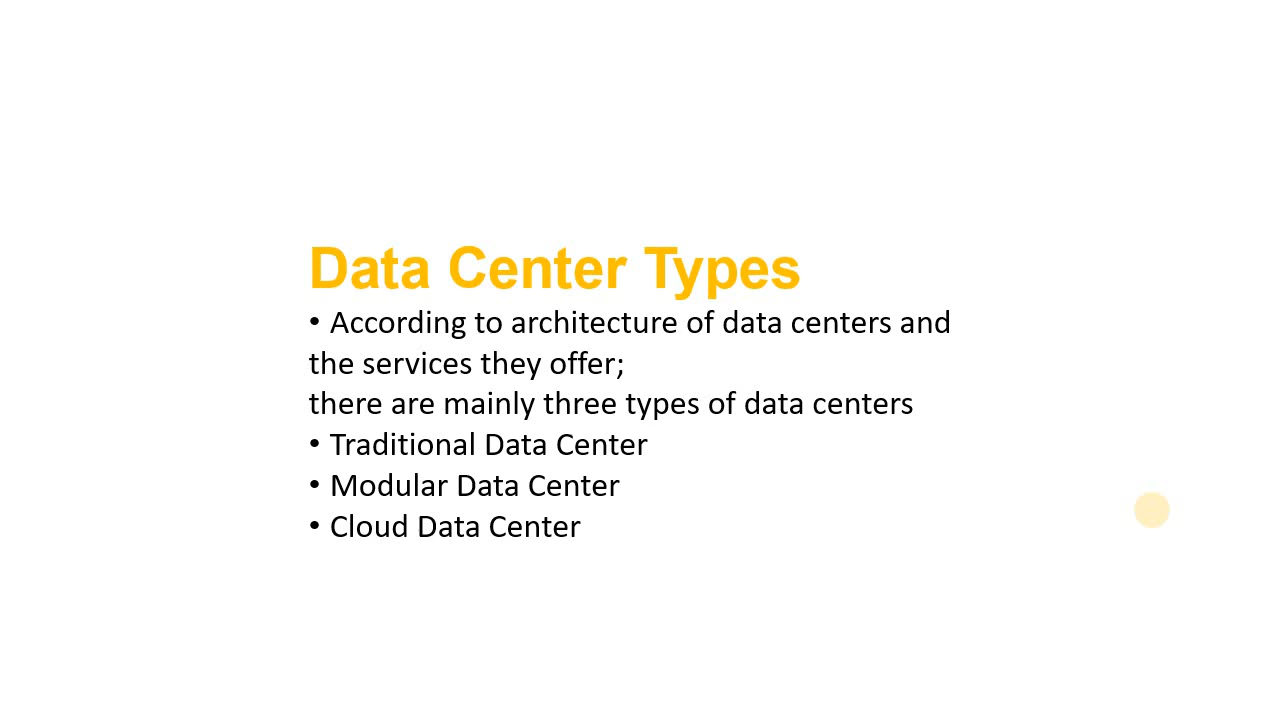 Data Center Types
• According to architecture of data centers and
the services they offer;
there are mainly three types of data centers
• Traditional Data Center
• Modular Data Center
• Cloud Data Center